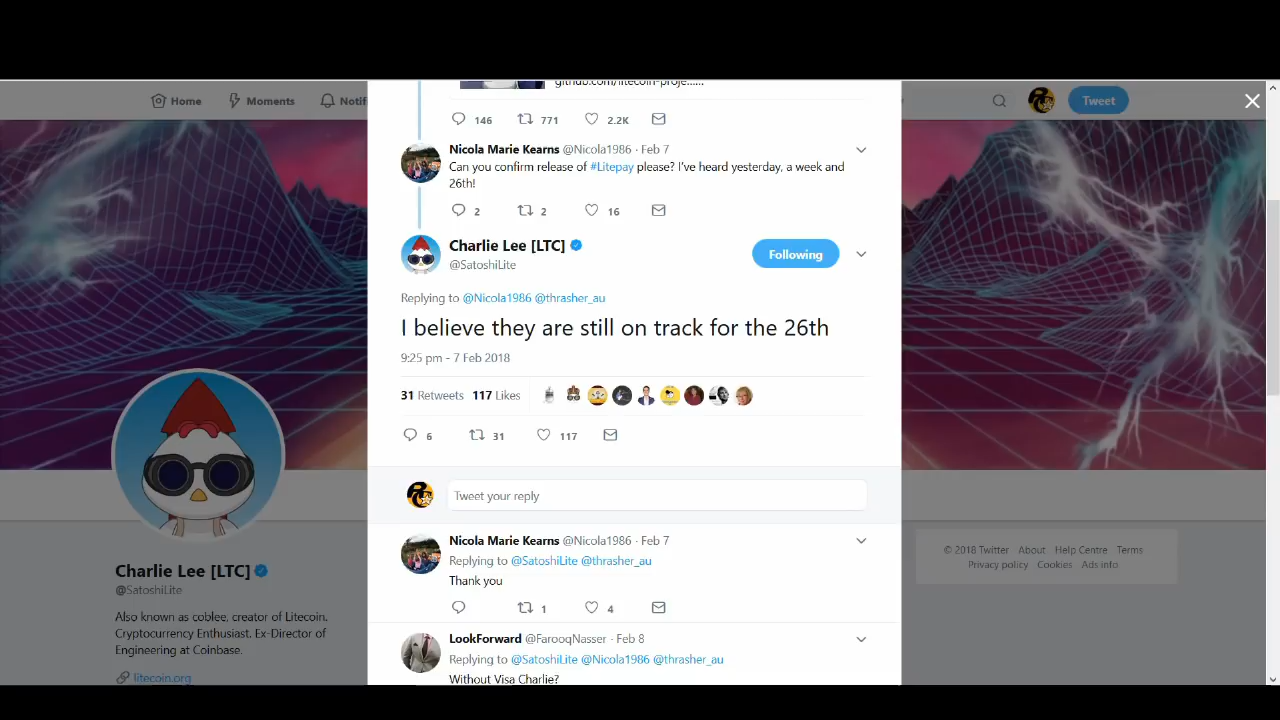 github.com/litecoin-proje......
Home
Moments
Notif
Tweet
146 771 2.2K
Nicola Marie Kearns @Nicola1986 · Feb 7
Can you confirm release of #Litepay please? I've heard yesterday, a week and
26th!
2 2 16
Charlie Lee [LTC]
@SatoshiLite
Following
Replying to @Nicola1986 @thrasher_au
I believe they are still on track for the 26th
9:25 pm - 7 Feb 2018
31 Retweets 117 Likes
6 31 117
Tweet your reply
Nicola Marie Kearns @Nicola1986 · Feb 7
Replying to @SatoshiLite @thrasher_au
Thank you
1 4
LookForward @FarooqNasser · Feb 8
Replying to @SatoshiLite @Nicola1986 @thrasher_au
Without Visa Charlie?
Charlie Lee [LTC]
@SatoshiLite
Also known as coblee, creator of Litecoin.
Cryptocurrency Enthusiast. Ex-Director of
Engineering at Coinbase.
litecoin.org
© 2018 Twitter About Help Centre Terms
Privacy policy Cookies Ads info